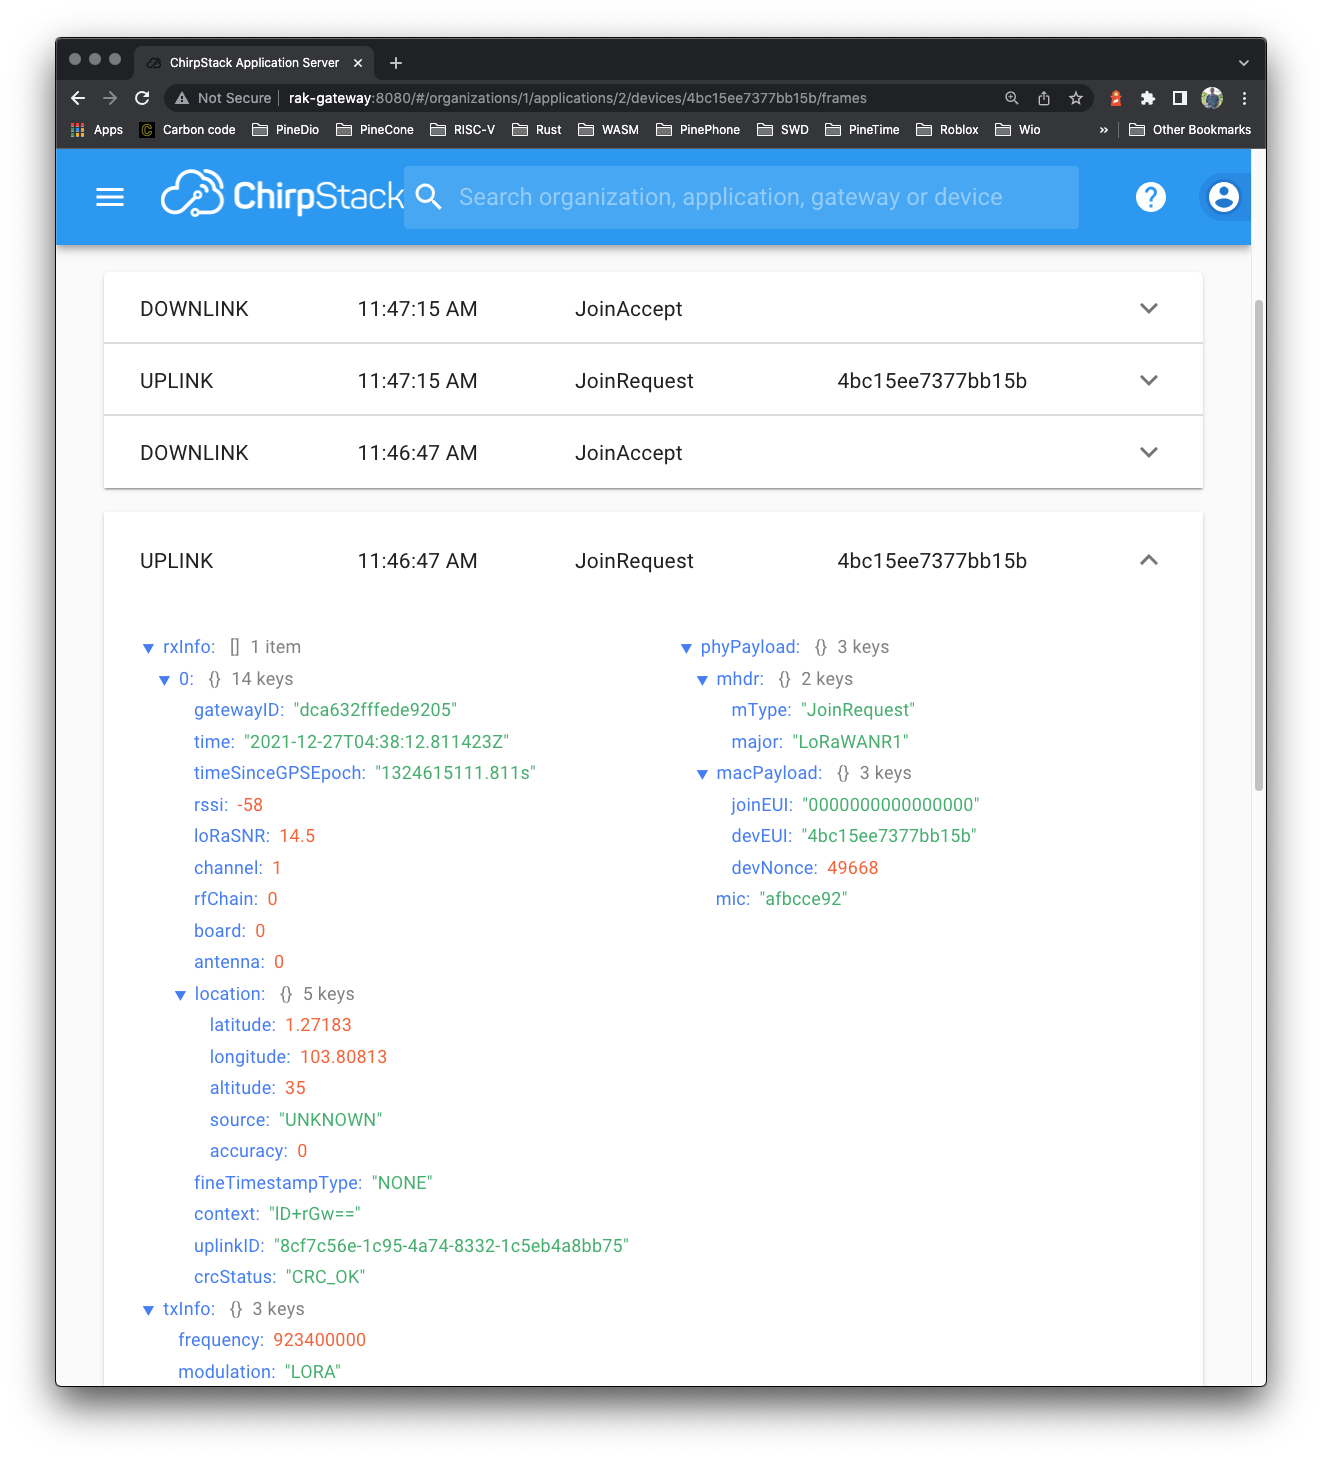 ChirpStack Application Server
Not Secure rak-gateway:8080/#/organizations/1/applications/2/devices/4bc15ee7377bb15b/frames
Apps C Carbon code PineDio PineCone RISC-V Rust WASM PinePhone SWD PineTime Roblox Wio » Other Bookmarks
ChirpStack Search organization, application, gateway or device ?
DOWNLINK 11:47:15 AM JoinAccept
UPLINK 11:47:15 AM JoinRequest 4bc15ee7377bb15b
DOWNLINK 11:46:47 AM JoinAccept
UPLINK 11:46:47 AM JoinRequest 4bc15ee7377bb15b
rxInfo: [] 1 item
0: {} 14 keys
gatewayID: "dca632fffede9205"
time: "2021-12-27T04:38:12.811423Z"
timeSinceGPSEpoch: "1324615111.811s"
rssi: -58
loRaSNR: 14.5
channel: 1
rfChain: 0
board: 0
antenna: 0
location: {} 5 keys
latitude: 1.27183
longitude: 103.80813
altitude: 35
source: "UNKNOWN"
accuracy: 0
fineTimestampType: "NONE"
context: "ID+rGw=="
uplinkID: "8cf7c56e-1c95-4a74-8332-1c5eb4a8bb75"
crcStatus: "CRC_OK"
txInfo: {} 3 keys
frequency: 923400000
modulation: "LORA"
phyPayload: {} 3 keys
mhdr: {} 2 keys
mType: "JoinRequest"
major: "LoRaWANR1"
macPayload: {} 3 keys
joinEUI: "0000000000000000"
devEUI: "4bc15ee7377bb15b"
devNonce: 49668
mic: "afbcce92"